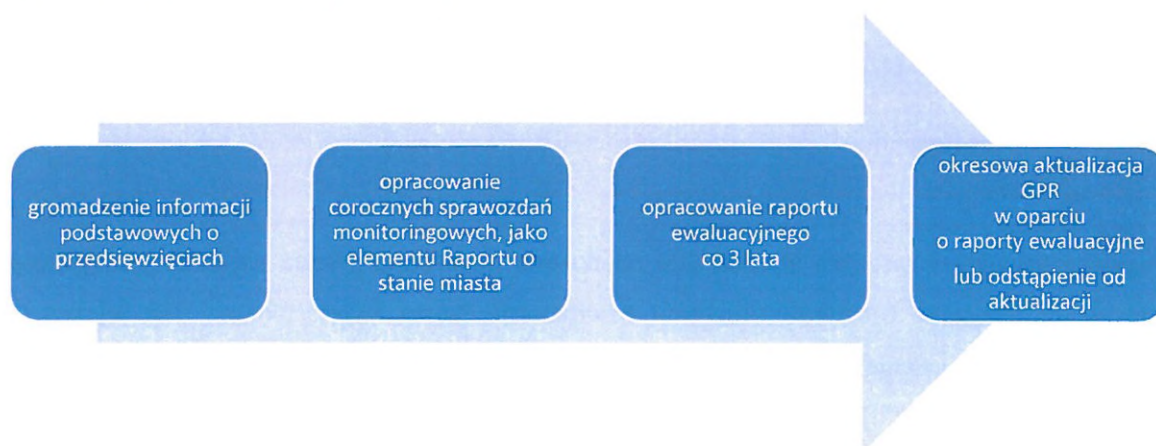 gromadzenie informacji
podstawowych o
przedsięwzięciach
opracowanie
corocznych sprawozdań
monitoringowych, jako
elementu Raportu o
stanie miasta
opracowanie raportu
ewaluacyjnego
co 3 lata
okresowa aktualizacja
GPR
w oparciu
o raporty ewaluacyjne
lub odstąpienie od
aktualizacji